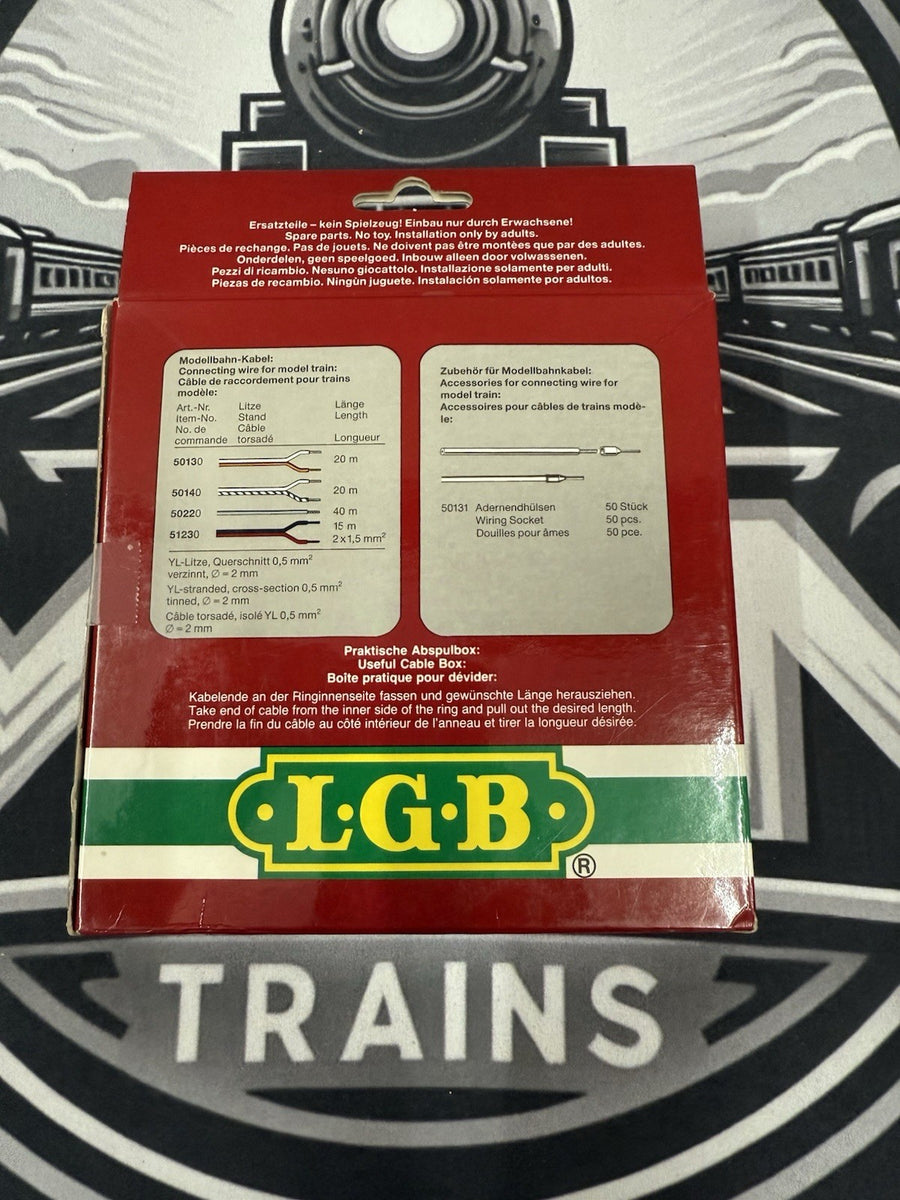 Ersatzteile – kein Spielzeug! Einbau nur durch Erwachsene!
Spare parts. No toy. Installation only by adults.
Pièces de rechange. Pas de jouets. Ne doivent pas être montèes que par des adultes.
Onderdelen, geen speelgoed. Inbouw alleen door volwassenen.
Pezzi di ricambio. Nesuno giocattolo. Installazione solamente per adulti.
Piezas de recambio. Ningùn juguete. Instalación solamente por adultos.
Modellbahn-Kabel:
Connecting wire for model train:
Câble de raccordement pour trains
modèle:
Art.-Nr. Litze Länge
Item-No. Stand Length
No. de Câble
commande torsadé Longueur
50130 20 m
50140 20 m
50220 40 m
51230 15 m
2x1,5 mm²
YL-Litze, Querschnitt 0,5 mm²
verzinnt, ∅ = 2 mm
YL-stranded, cross-section 0,5 mm²
tinned, ∅ = 2 mm
Câble torsadé, isolé YL 0,5 mm²
∅ = 2 mm
Zubehör für Modellbahnkabel:
Accessories for connecting wire for
model train:
Accessoires pour câbles de trains modè-
le:
50131 Adernendhülsen 50 Stück
Wiring Socket 50 pcs.
Douilles pour âmes 50 pce.
Praktische Abspulbox:
Useful Cable Box:
Boîte pratique pour dévider:
Kabelende an der Ringinnenseite fassen und gewünschte Länge herausziehen.
Take end of cable from the inner side of the ring and pull out the desired length.
Prendre la fin du câble au côté intérieur de l'anneau et tirer la longueur désirée.
·L·G·B·
®
TRAINS